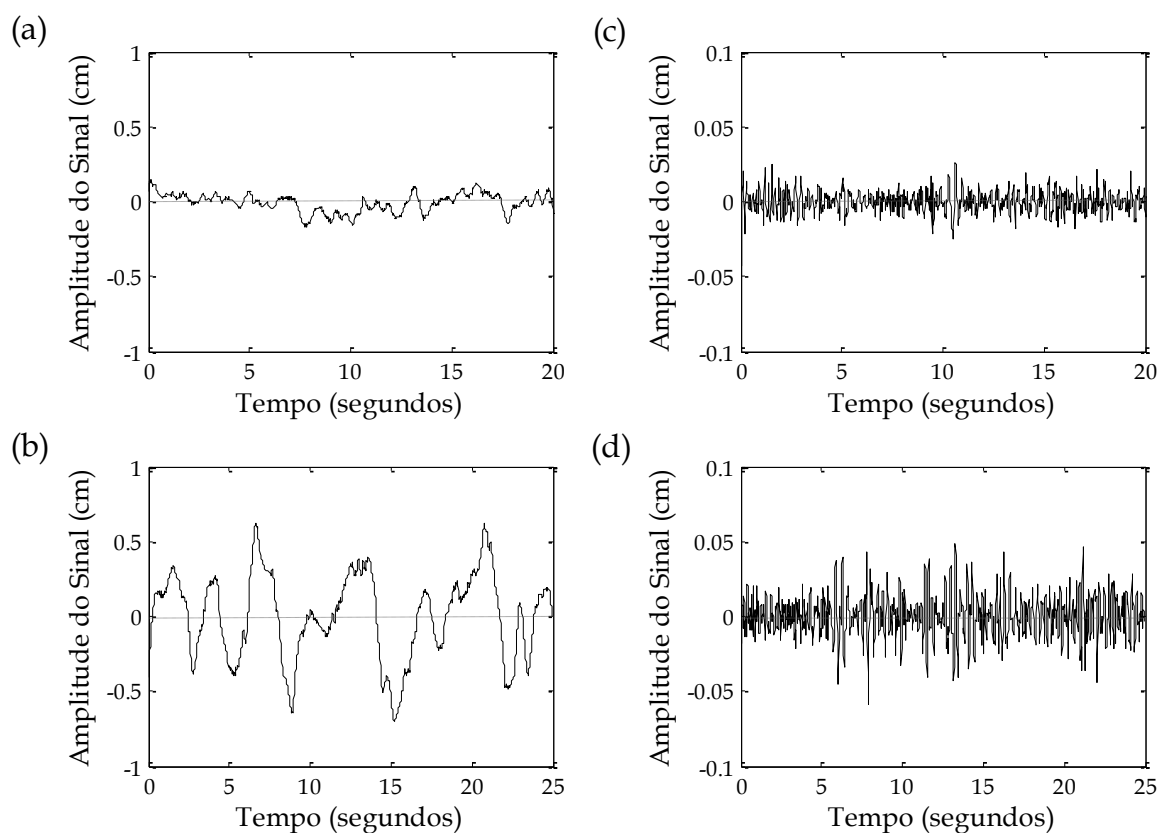 (a)
1
0.5
0
-0.5
-1
Amplitude do Sinal (cm)
0 5 10 15 20
Tempo (segundos)
(c)
0.1
0.05
0
-0.05
-0.1
Amplitude do Sinal (cm)
0 5 10 15 20
Tempo (segundos)
(b)
1
0.5
0
-0.5
-1
Amplitude do Sinal (cm)
0 5 10 15 20 25
Tempo (segundos)
(d)
0.1
0.05
0
-0.05
-0.1
Amplitude do Sinal (cm)
0 5 10 15 20 25
Tempo (segundos)